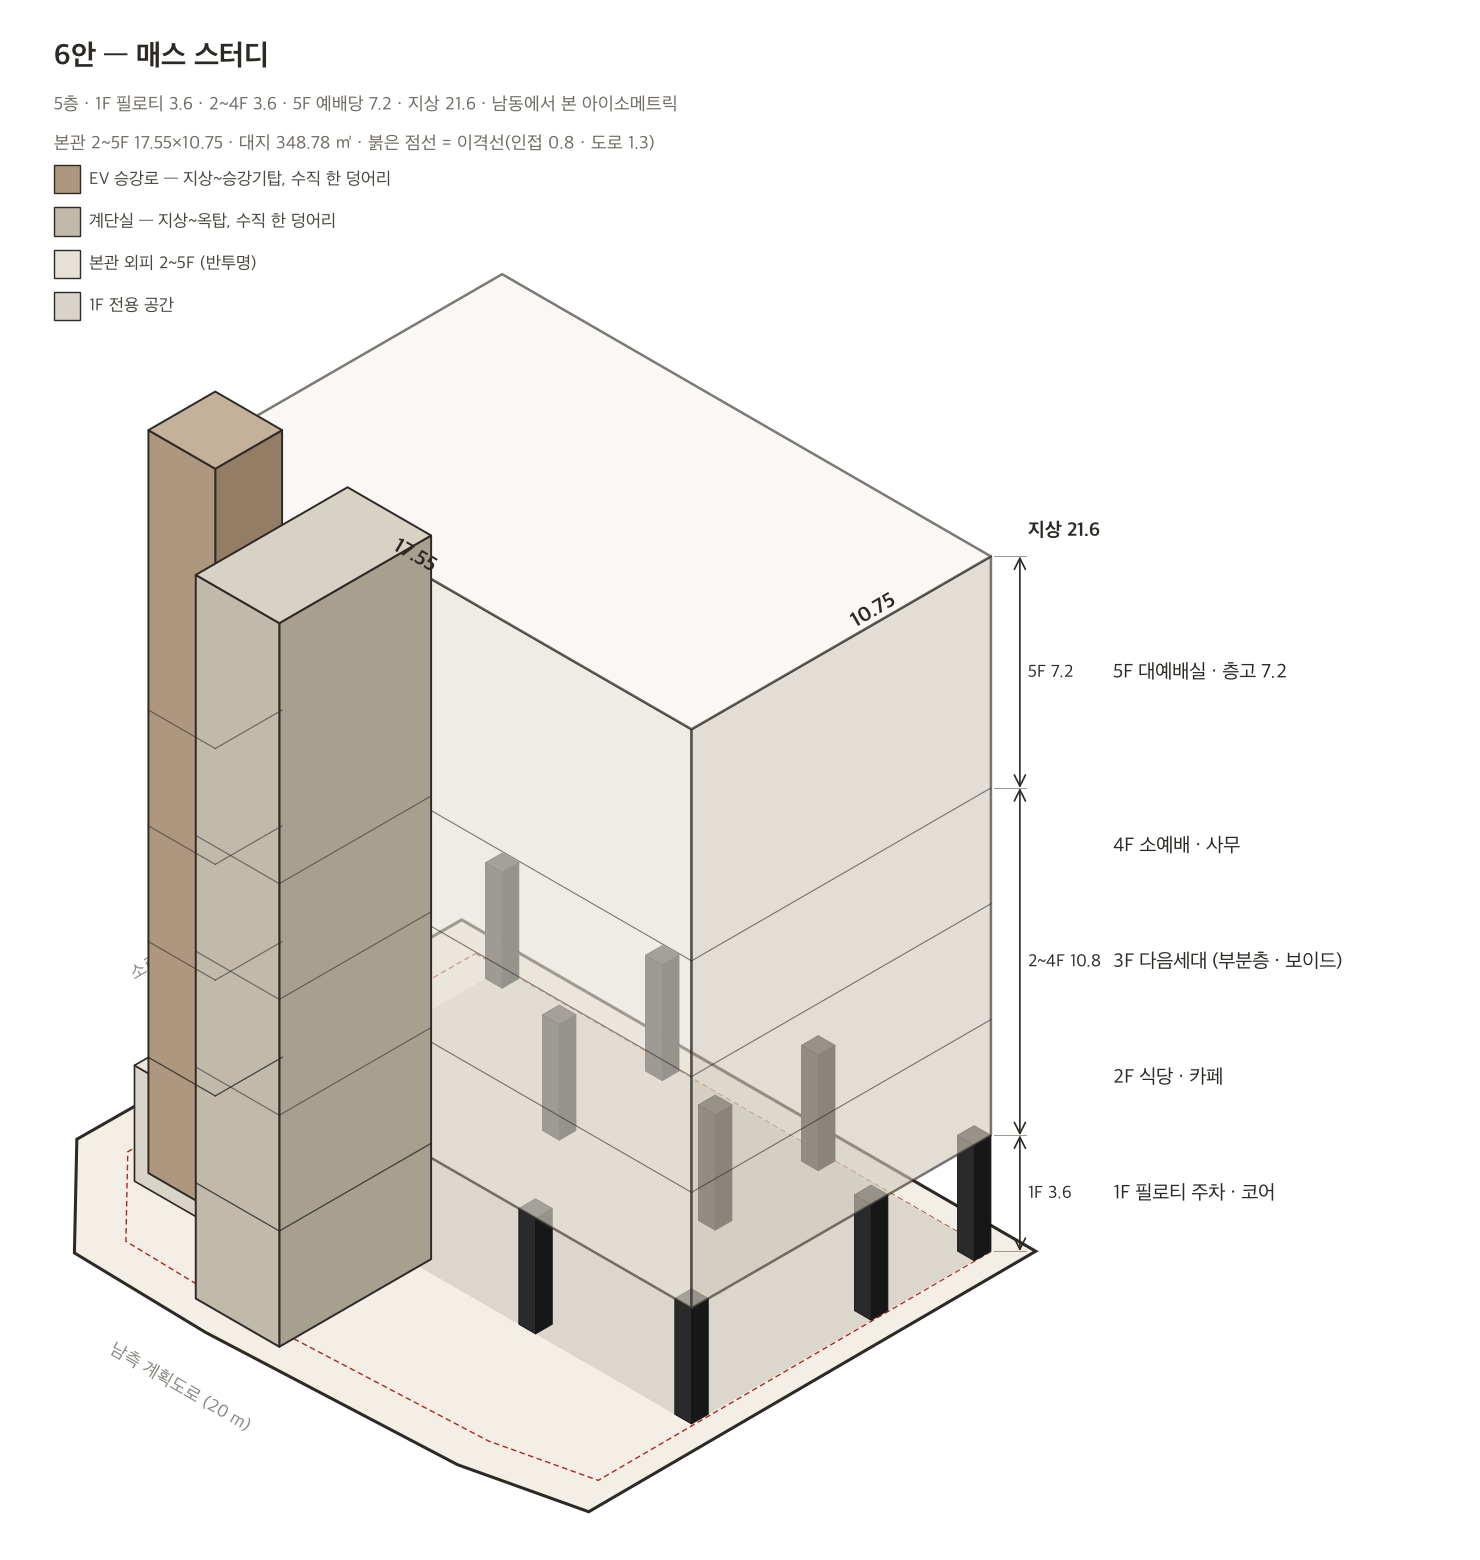 6안 — 매스 스터디
5층 · 1F 필로티 3.6 · 2~4F 3.6 · 5F 예배당 7.2 · 지상 21.6 · 남동에서 본 아이소메트릭
본관 2~5F 17.55×10.75 · 대지 348.78 ㎡ · 붉은 점선 = 이격선(인접 0.8 · 도로 1.3)
EV 승강로 — 지상~승강기탑, 수직 한 덩어리
계단실 — 지상~옥탑, 수직 한 덩어리
본관 외피 2~5F (반투명)
1F 전용 공간
지상 21.6
17.55
10.75
5F 7.2
5F 대예배실 · 층고 7.2
4F 소예배 · 사무
2~4F 10.8
3F 다음세대 (부분층 · 보이드)
2F 식당 · 카페
1F 3.6
1F 필로티 주차 · 코어
남측 계획도로 (20 m)